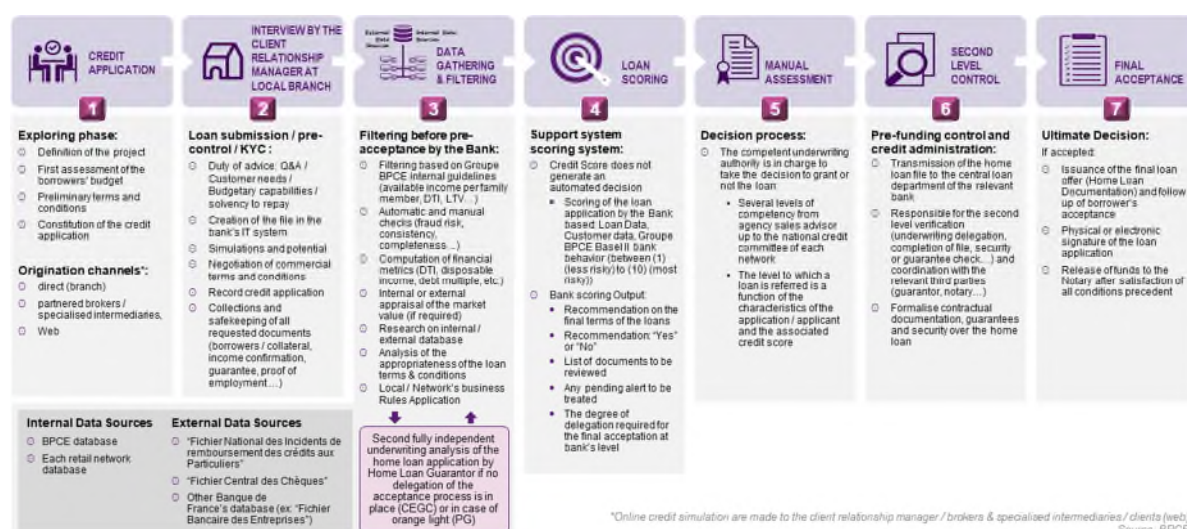 CREDIT
APPLICATION
1
Exploring phase:
Definition of the project
First assessment of the
borrowers' budget
Preliminary terms and
conditions
Constitution of the credit
application
Origination channels*:
direct (branch)
partnered brokers /
specialised intermediaries,
Web
INTERVIEW BY THE
CLIENT
RELATIONSHIP
MANAGER AT
LOCAL BRANCH
2
Loan submission / pre-
control / KYC :
Duty of advice: Q&A /
Customer needs /
Budgetary capabilities /
solvency to repay
Creation of the file in the
bank's IT system
Simulations and potential
Negotiation of commercial
terms and conditions
Record credit application
Collections and
safekeeping of all
requested documents
(borrowers / collateral,
income confirmation,
guarantee, proof of
employment…)
External Data Sources
Internal Data Sources
DATA
GATHERING
& FILTERING
3
Filtering before pre-
acceptance by the Bank:
Filtering based on Groupe
BPCE internal guidelines
(available income per family
member, DTI, LTV…)
Automatic and manual
checks (fraud risk,
consistency,
completeness…)
Computation of financial
metrics (DTI, disposable
income, debt multiple, etc.)
Internal or external
appraisal of the market
value (if required)
Research on internal /
external database
Analysis of the
appropriateness of the loan
terms & conditions
Local / Network's business
Rules Application
Second fully independent
underwriting analysis of the
home loan application by
Home Loan Guarantor if no
delegation of the
acceptance process is in
place (CEGC) or in case of
orange light (PG)
LOAN
SCORING
4
Support system
scoring system:
Credit Score does not
generate an
automated decision
Scoring of the loan
application by the Bank
based: Loan Data,
Customer data, Groupe
BPCE Basel II bank
behavior (between (1)
(less risky) to (10) (most
risky))
Bank scoring Output:
Recommendation on the
final terms of the loans
Recommendation: "Yes"
or "No"
List of documents to be
reviewed
Any pending alert to be
treated
The degree of
delegation required for
the final acceptation at
bank's level
MANUAL
ASSESSMENT
5
Decision process:
The competent underwriting
authority is in charge to
take the decision to grant or
not the loan:
Several levels of
competency from
agency sales advisor
up to the national credit
committee of each
network
The level to which a
loan is referred is a
function of the
characteristics of the
application / applicant
and the associated
credit score
SECOND
LEVEL
CONTROL
6
Pre-funding control and
credit administration:
Transmission of the home
loan file to the central loan
department of the relevant
bank
Responsible for the second
level verification
(underwriting delegation,
completion of file, security
or guarantee check…) and
coordination with the
relevant third parties
(guarantor, notary…)
Formalise contractual
documentation, guarantees
and security over the home
loan
FINAL
ACCEPTANCE
7
Ultimate Decision:
If accepted:
Issuance of the final loan
offer (Home Loan
Documentation) and follow
up of borrower's
acceptance
Physical or electronic
signature of the loan
application
Release of funds to the
Notary after satisfaction of
all conditions precedent
Internal Data Sources
BPCE database
Each retail network
database
External Data Sources
"Fichier National des Incidents de
remboursement des crédits aux
Particuliers"
"Fichier Central des Chèques"
Other Banque de
France's database (ex: "Fichier
Bancaire des Entreprises")
*Online credit simulation are made to the client relationship manager / brokers & specialized intermediaries / clients (web)
Source: BPCE